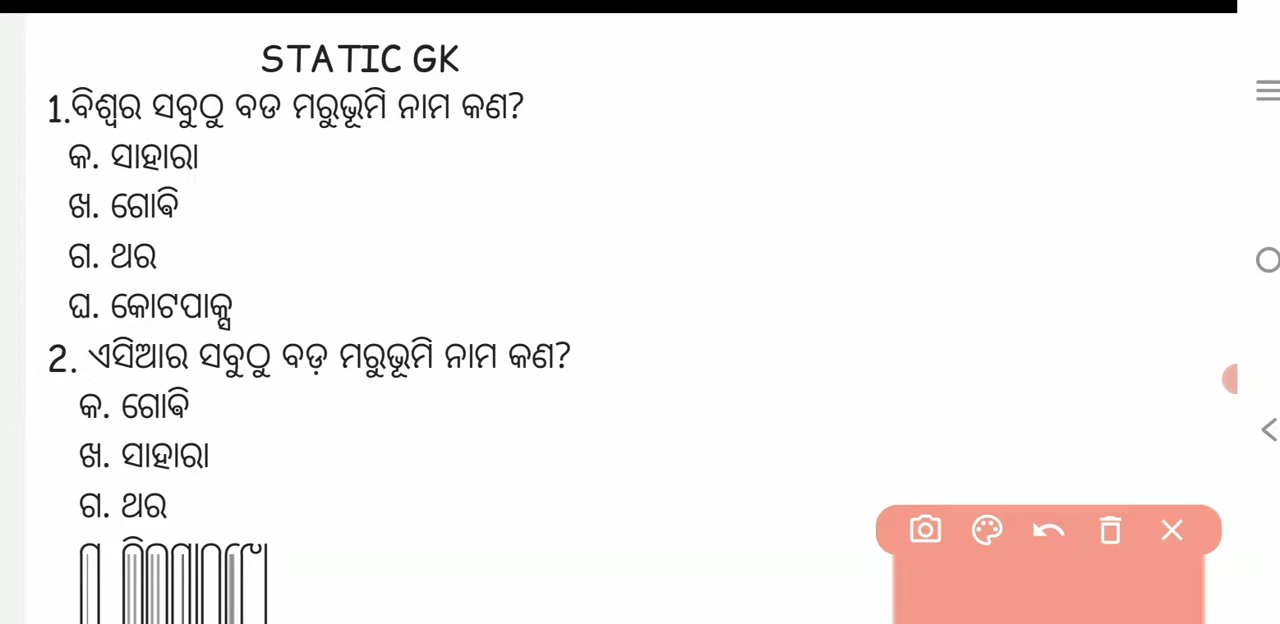 STATIC GK
1.ବିଶ୍ୱର ସବୁଠୁ ବଡ ମରୁଭୂମି ନାମ କଣ?
କ. ସାହାରା
ଖ. ଗୋଵି
ଗ. ଥର
ଘ. କୋଟପାକ୍ସ
2. ଏସିଆର ସବୁଠୁ ବଡ଼ ମରୁଭୂମି ନାମ କଣ?
କ. ଗୋଵି
ଖ. ସାହାରା
ଗ. ଥର